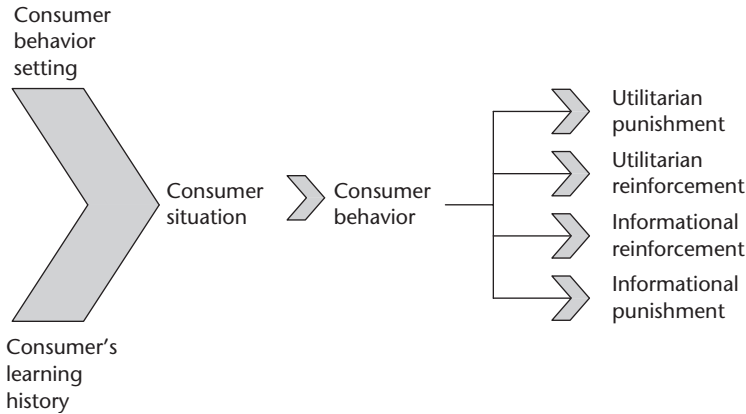 Consumer
behavior
setting
Consumer's
learning
history
Consumer
situation
Consumer
behavior
Utilitarian
punishment
Utilitarian
reinforcement
Informational
reinforcement
Informational
punishment